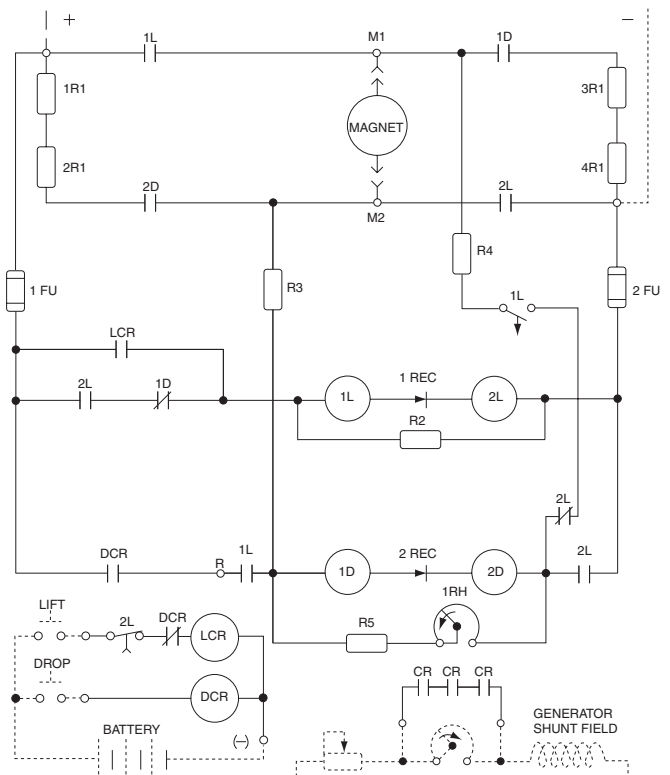 +
−
1L
M1
1D
1R1
3R1
MAGNET
2R1
4R1
2D
2L
M2
R4
R3
1 FU
2 FU
1L
LCR
2L
1D
1L
1 REC
2L
R2
2L
DCR
R
1L
1D
2 REC
2D
2L
1RH
R5
LIFT
2L
DCR
LCR
DROP
DCR
CR
CR
CR
BATTERY
(−)
GENERATOR
SHUNT FIELD